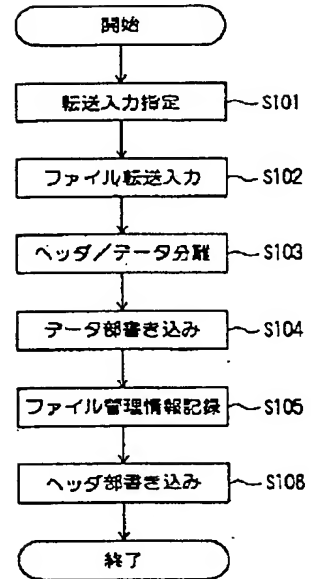 開始
転送入力指定 S101
ファイル転送入力 S102
ヘッダ/データ分離 S103
データ部書き込み S104
ファイル管理情報記録 S105
ヘッダ部書き込み S106
終了